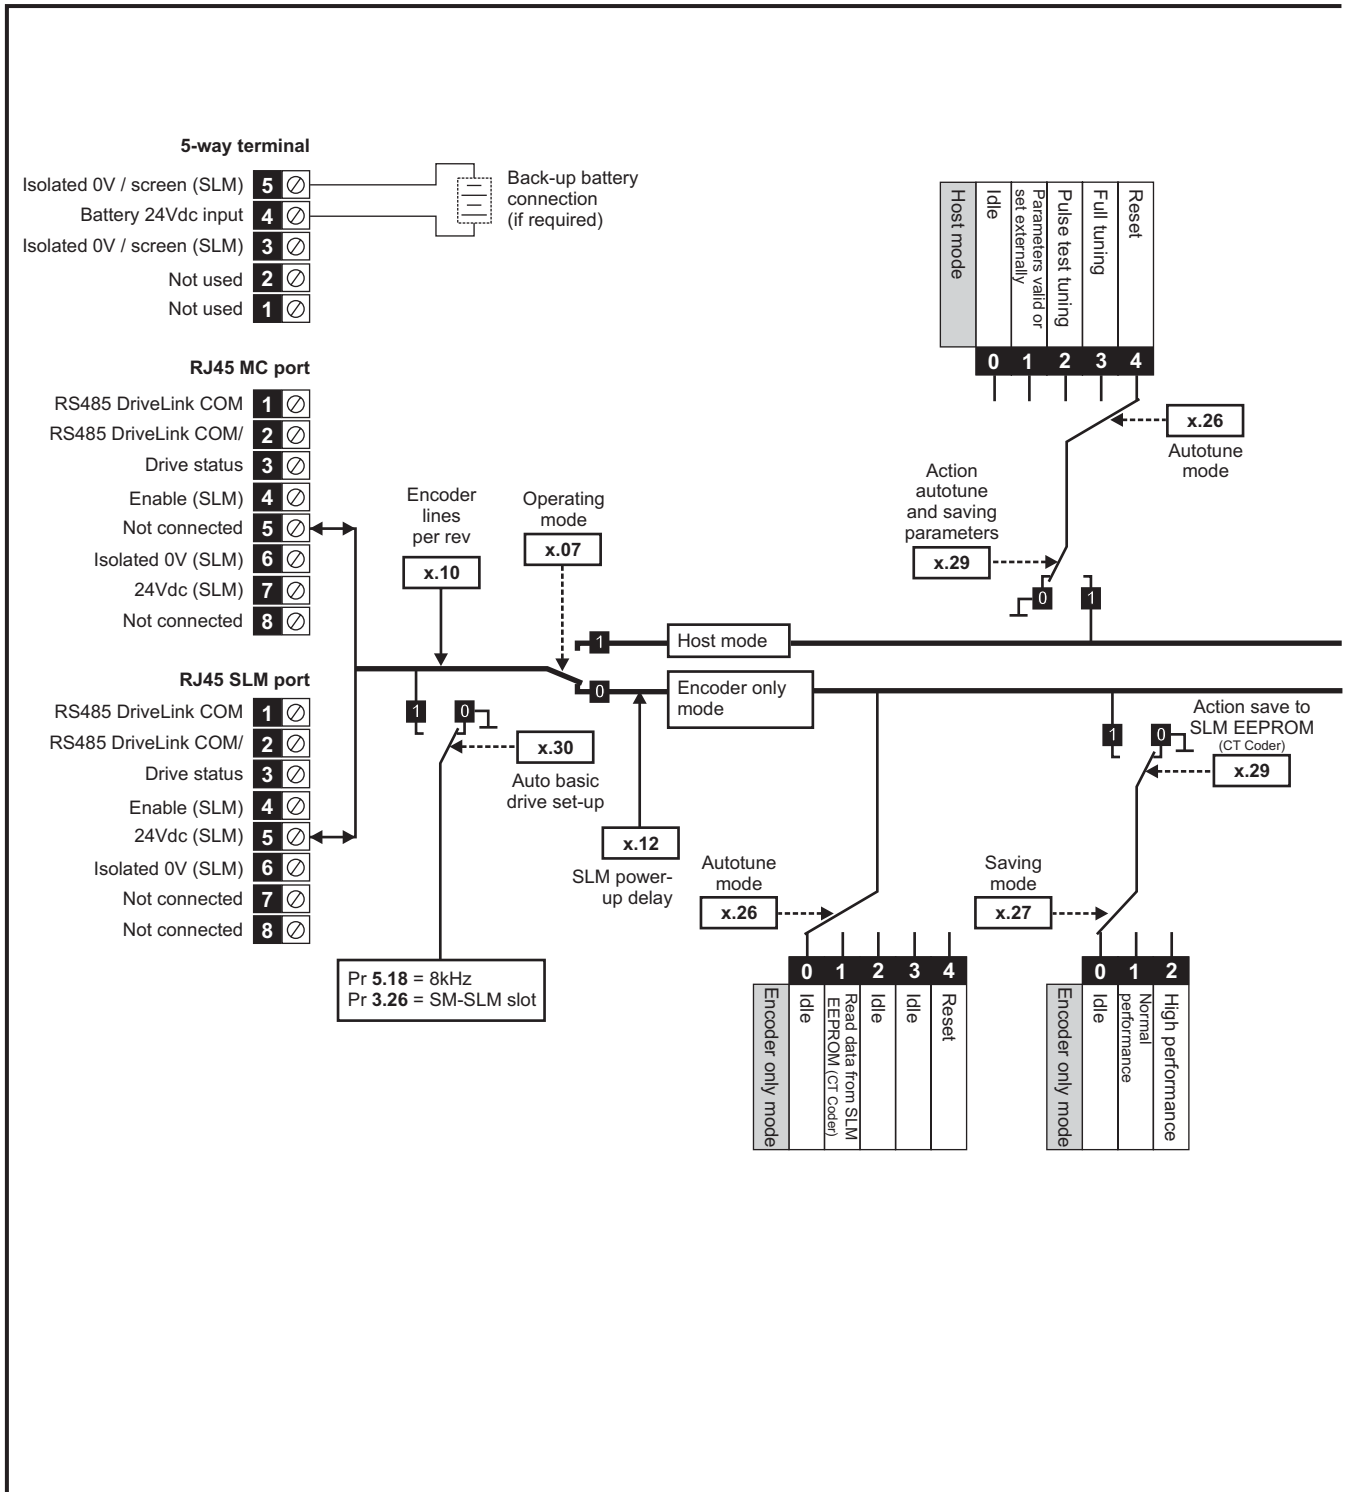 5-way terminal
Isolated 0V / screen (SLM) 5
Battery 24Vdc input 4
Isolated 0V / screen (SLM) 3
Not used 2
Not used 1
Back-up battery
connection
(if required)
RJ45 MC port
RS485 DriveLink COM 1
RS485 DriveLink COM/ 2
Drive status 3
Enable (SLM) 4
Not connected 5
Isolated 0V (SLM) 6
24Vdc (SLM) 7
Not connected 8
RJ45 SLM port
RS485 DriveLink COM 1
RS485 DriveLink COM/ 2
Drive status 3
Enable (SLM) 4
24Vdc (SLM) 5
Isolated 0V (SLM) 6
Not connected 7
Not connected 8
Encoder
lines
per rev
x.10
Operating
mode
x.07
1
0
Host mode
Encoder only
mode
1 0
x.30
Auto basic
drive set-up
Pr 5.18 = 8kHz
Pr 3.26 = SM-SLM slot
x.12
SLM power-
up delay
Host mode
Idle
Parameters valid or
set externally
Pulse test tuning
Full tuning
Reset
0 1 2 3 4
x.26
Autotune
mode
Action
autotune
and saving
parameters
x.29
0 1
Autotune
mode
x.26
0 1 2 3 4
Encoder only mode
Idle
Read data from SLM
EEPROM (CT Coder)
Idle
Idle
Reset
1 0
Action save to
SLM EEPROM
(CT Coder)
x.29
Saving
mode
x.27
0 1 2
Encoder only mode
Idle
Normal
performance
High performance